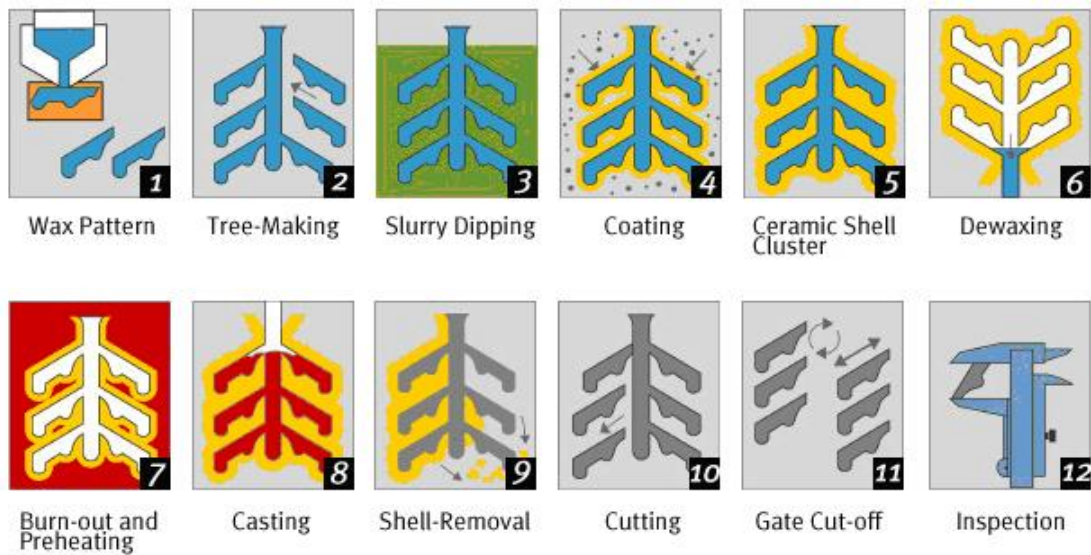 1
2
3
4
5
6
Wax Pattern
Tree-Making
Slurry Dipping
Coating
Ceramic Shell
Cluster
Dewaxing
7
8
9
10
11
12
Burn-out and
Preheating
Casting
Shell-Removal
Cutting
Gate Cut-off
Inspection